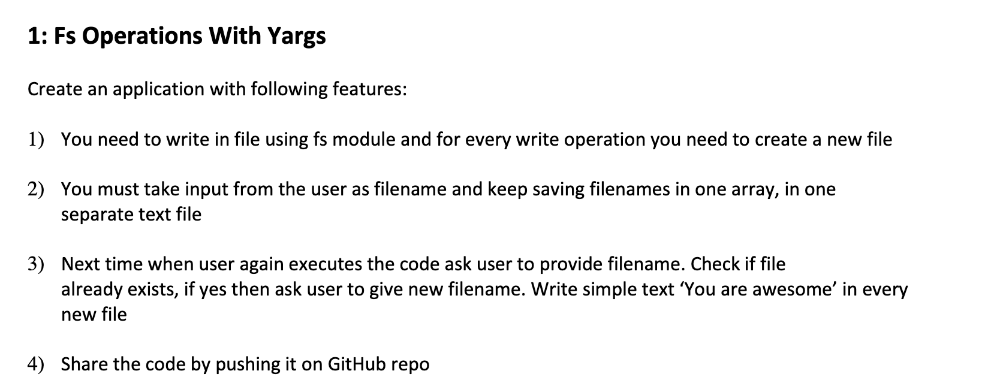 1: Fs Operations With Yargs
Create an application with following features:
1) You need to write in file using fs module and for every write operation you need to create a new file
2) You must take input from the user as filename and keep saving filenames in one array, in one
separate text file
3) Next time when user again executes the code ask user to provide filename. Check if file
already exists, if yes then ask user to give new filename. Write simple text ‘You are awesome’ in every
new file
4) Share the code by pushing it on GitHub repo